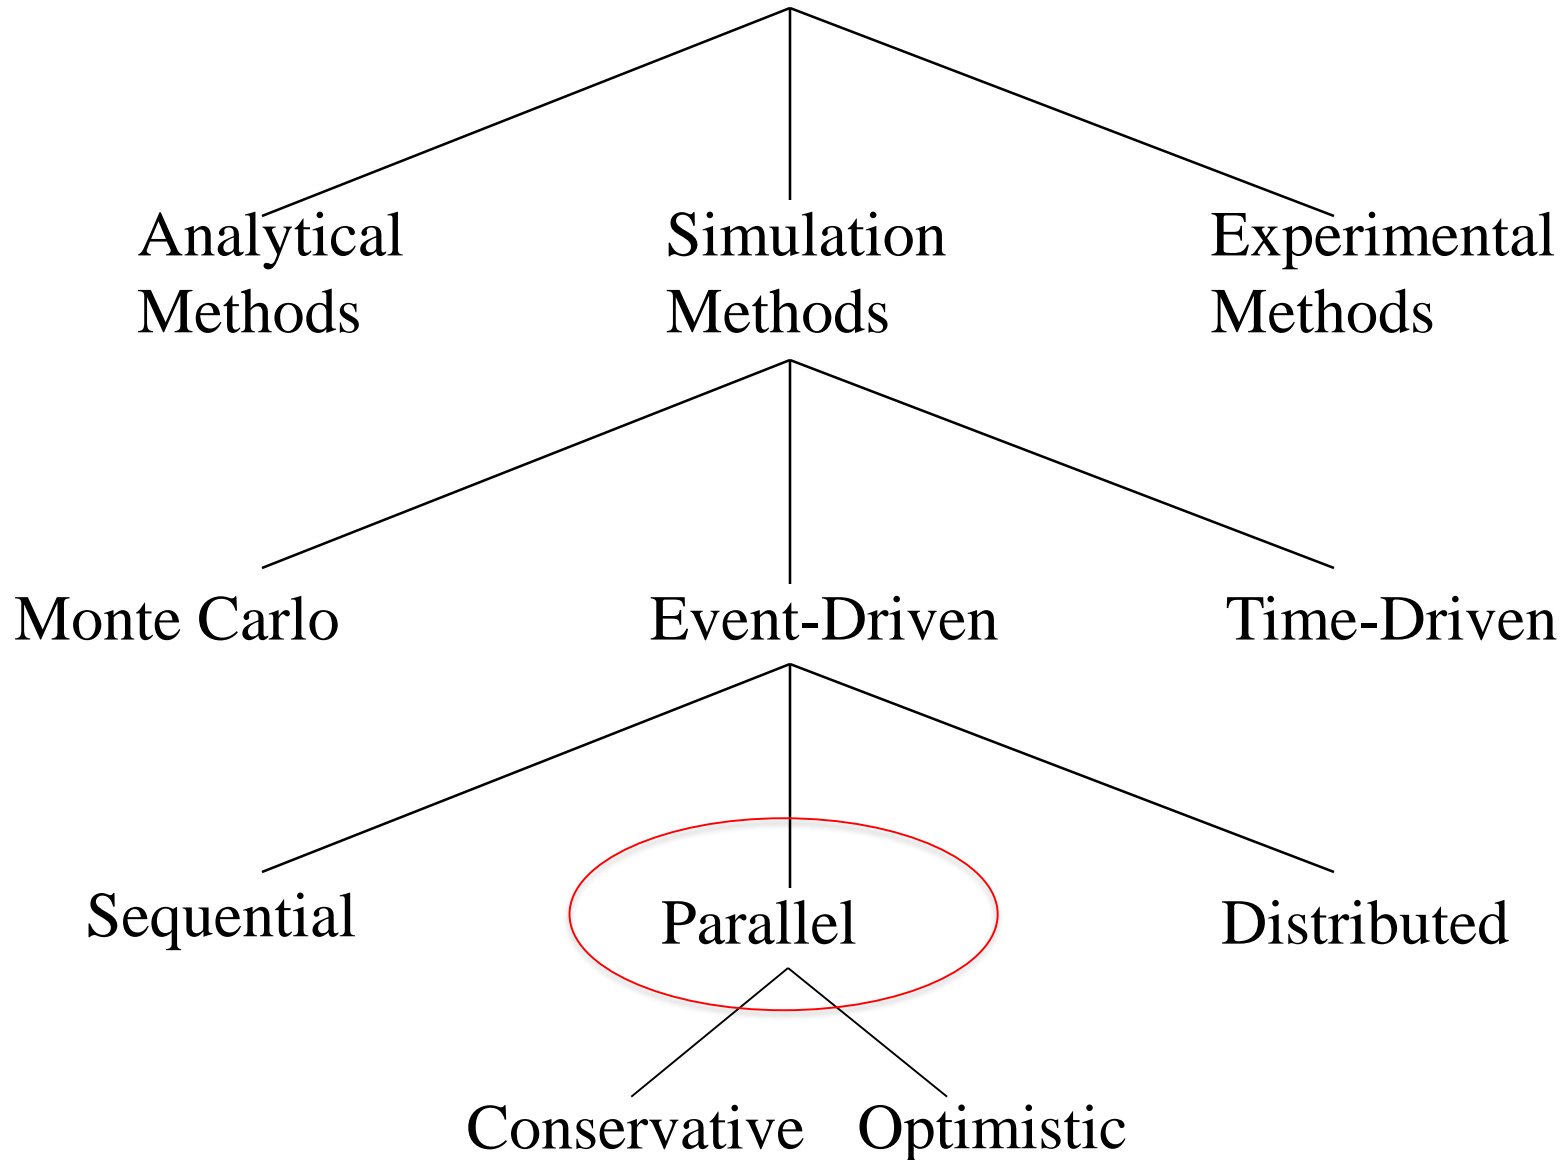 Analytical
Methods
Simulation
Methods
Experimental
Methods
Monte Carlo
Event-Driven
Time-Driven
Sequential
Parallel
Distributed
Conservative
Optimistic